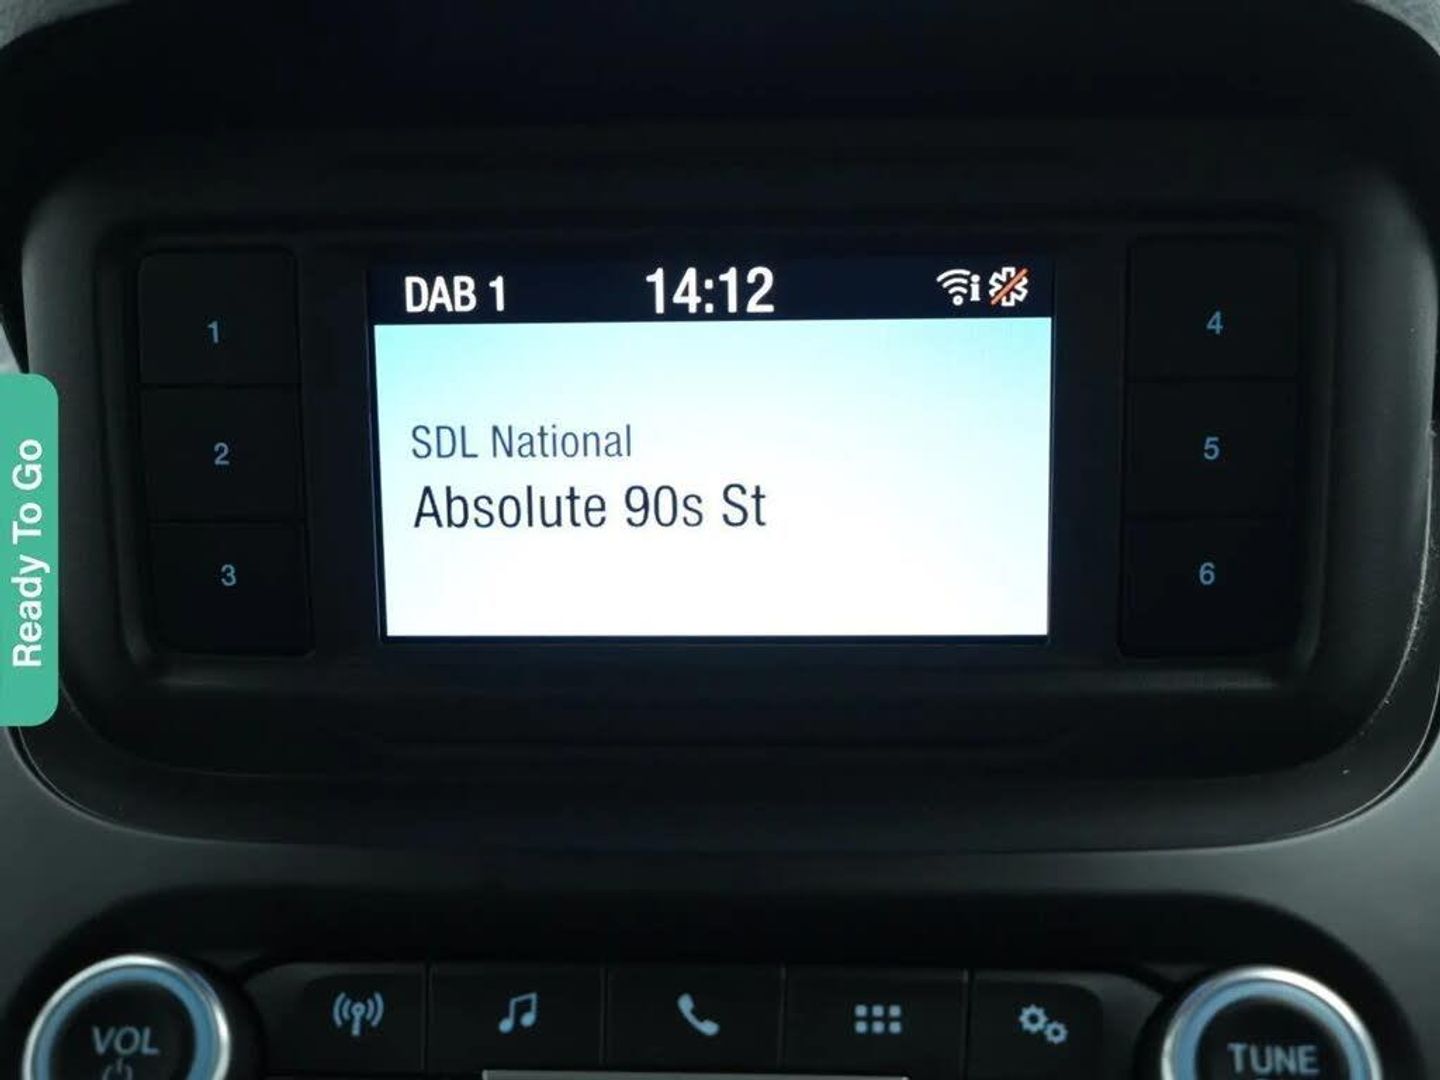 DAB 1 14:12
SDL National
Absolute 90s St
1
2
3
4
5
6
VOL
TUNE
Ready To Go